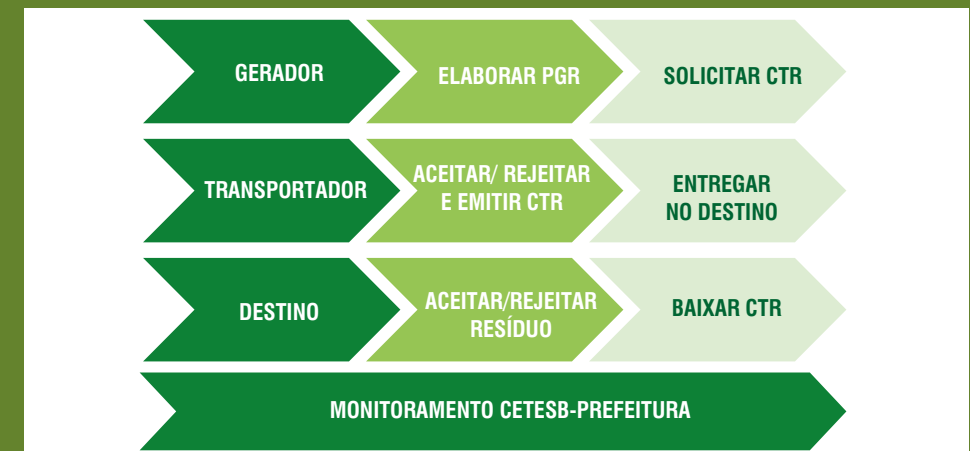 GERADOR
ELABORAR PGR
SOLICITAR CTR
TRANSPORTADOR
ACEITAR/ REJEITAR
E EMITIR CTR
ENTREGAR
NO DESTINO
DESTINO
ACEITAR/REJEITAR
RESÍDUO
BAIXAR CTR
MONITORAMENTO CETESB-PREFEITURA